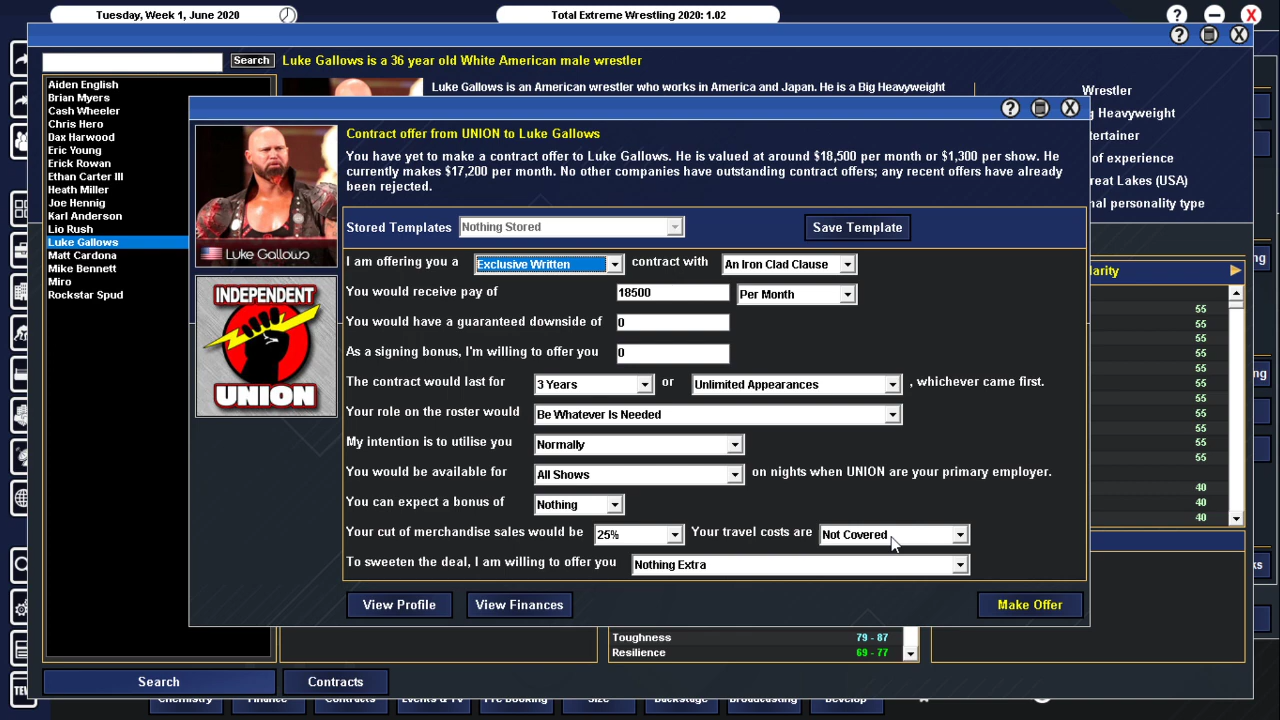 Tuesday, Week 1, June 2020
Total Extreme Wrestling 2020: 1.02
Search
Luke Gallows is a 36 year old White American male wrestler
Aiden English
Brian Myers
Cash Wheeler
Chris Hero
Dax Harwood
Eric Young
Erick Rowan
Ethan Carter III
Heath Miller
Joe Hennig
Karl Anderson
Lio Rush
Luke Gallows
Matt Cardona
Mike Bennett
Miro
Rockstar Spud
Luke Gallows is an American wrestler who works in America and Japan. He is a Big Heavyweight
Wrestler
g Heavyweight
tertainer
of experience
reat Lakes (USA)
nal personality type
Contract offer from UNION to Luke Gallows
You have yet to make a contract offer to Luke Gallows. He is valued at around $18,500 per month or $1,300 per show. He
currently makes $17,200 per month. No other companies have outstanding contract offers; any recent offers have already
been rejected.
Luke Gallows
INDEPENDENT
UNION
Stored Templates Nothing Stored Save Template
I am offering you a Exclusive Written contract with An Iron Clad Clause
You would receive pay of 18500 Per Month
You would have a guaranteed downside of 0
As a signing bonus, I'm willing to offer you 0
The contract would last for 3 Years or Unlimited Appearances , whichever came first.
Your role on the roster would Be Whatever Is Needed
My intention is to utilise you Normally
You would be available for All Shows on nights when UNION are your primary employer.
You can expect a bonus of Nothing
Your cut of merchandise sales would be 25% Your travel costs are Not Covered
To sweeten the deal, I am willing to offer you Nothing Extra
View Profile View Finances Make Offer
larity
55
55
55
55
55
55
55
55
55
55
55
40
40
40
Toughness 79 - 87
Resilience 69 - 77
Search Contracts
Chemistry Finance Contracts Events & TV Pre Booking Size Backstage Broadcasting Develop